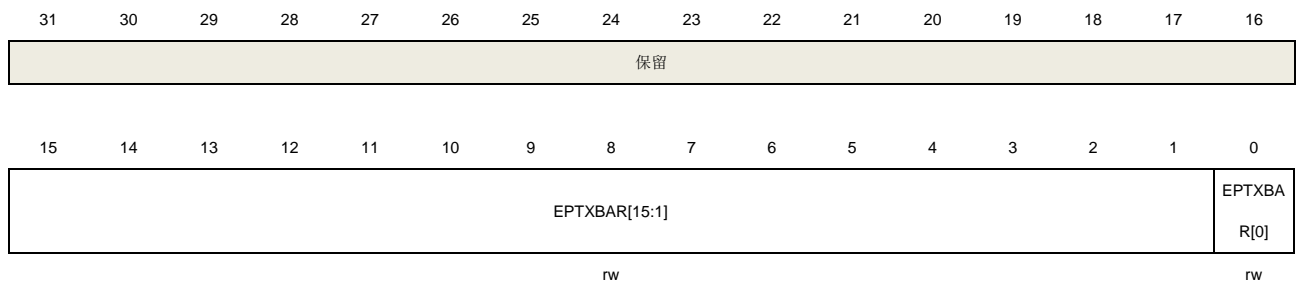 31 30 29 28 27 26 25 24 23 22 21 20 19 18 17 16
保留
15 14 13 12 11 10 9 8 7 6 5 4 3 2 1 0
EPTXBAR[15:1]
EPTXBA
R[0]
rw rw